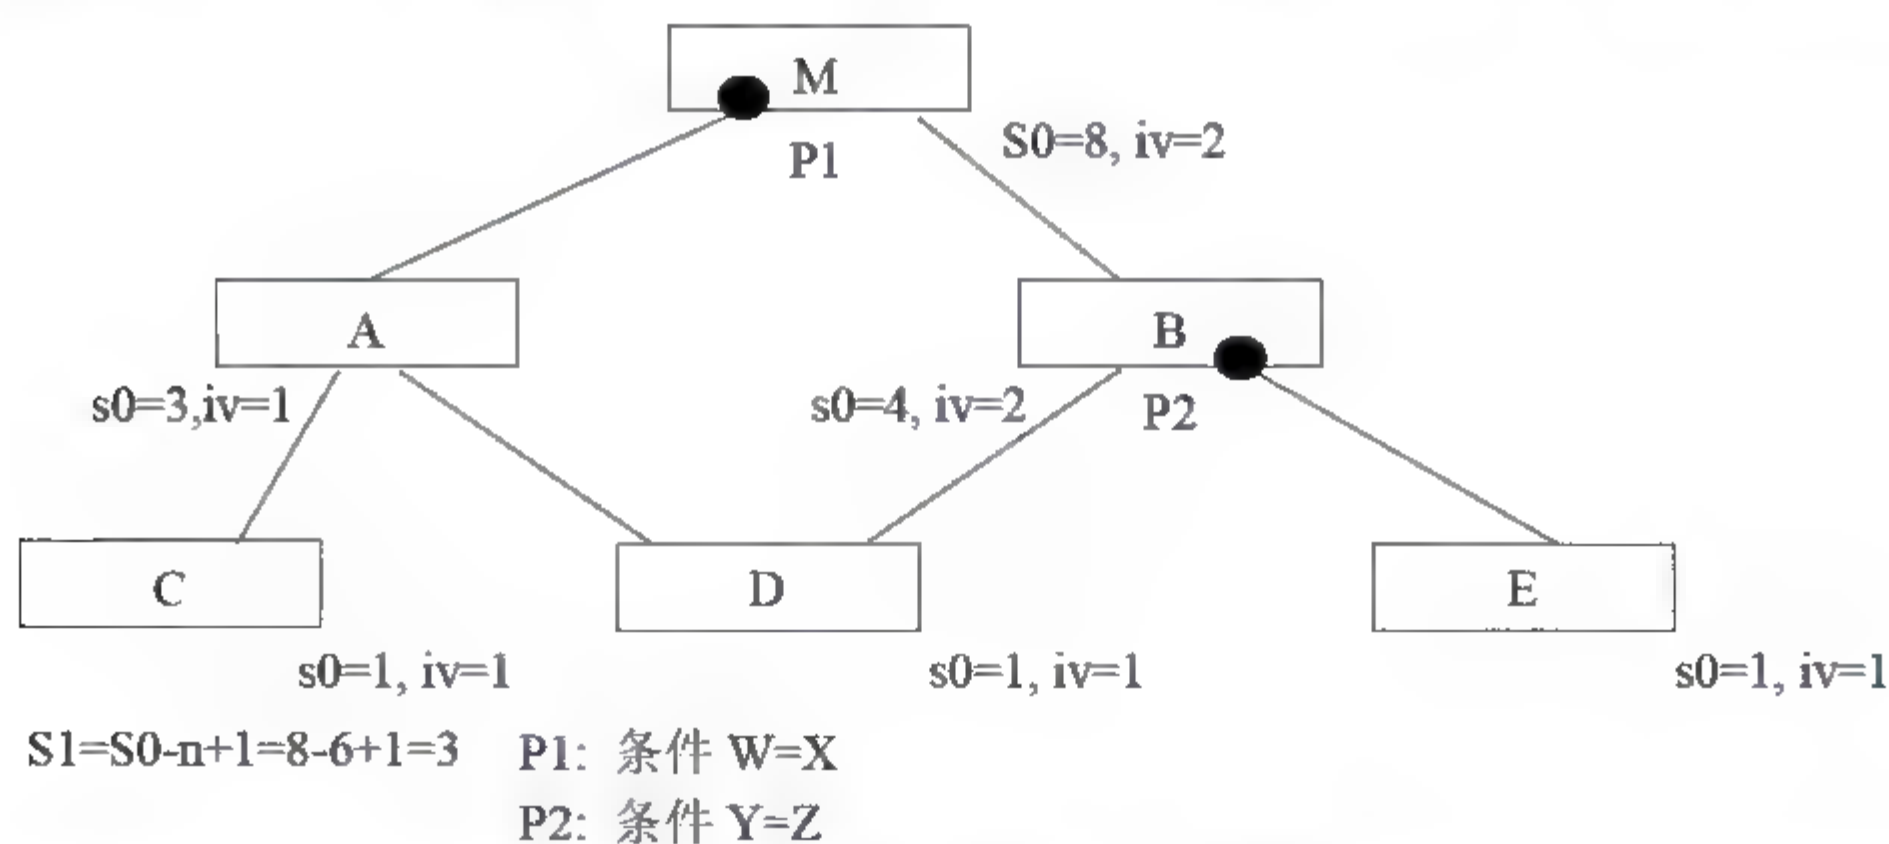 M
P1
S0=8, iv=2
A
B
s0=3,iv=1
s0=4, iv=2
P2
C
D
E
s0=1, iv=1
s0=1, iv=1
s0=1, iv=1
S1=S0-n+1=8-6+1=3
P1: 条件 W=X
P2: 条件 Y=Z